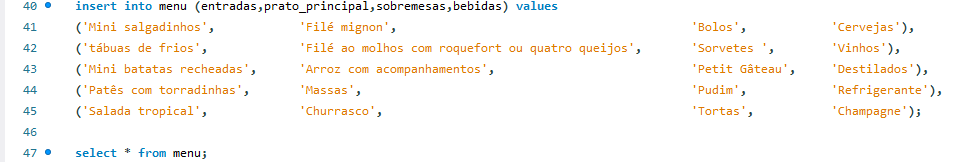 40 insert into menu (entradas,prato_principal,sobremesas,bebidas) values
41 ('Mini salgadinhos', 'Filé mignon', 'Bolos', 'Cervejas'),
42 ('tábuas de frios', 'Filé ao molhos com roquefort ou quatro queijos', 'Sorvetes ', 'Vinhos'),
43 ('Mini batatas recheadas', 'Arroz com acompanhamentos', 'Petit Gâteau', 'Destilados'),
44 ('Patês com torradinhas', 'Massas', 'Pudim', 'Refrigerante'),
45 ('Salada tropical', 'Churrasco', 'Tortas', 'Champagne');
46
47 select * from menu;